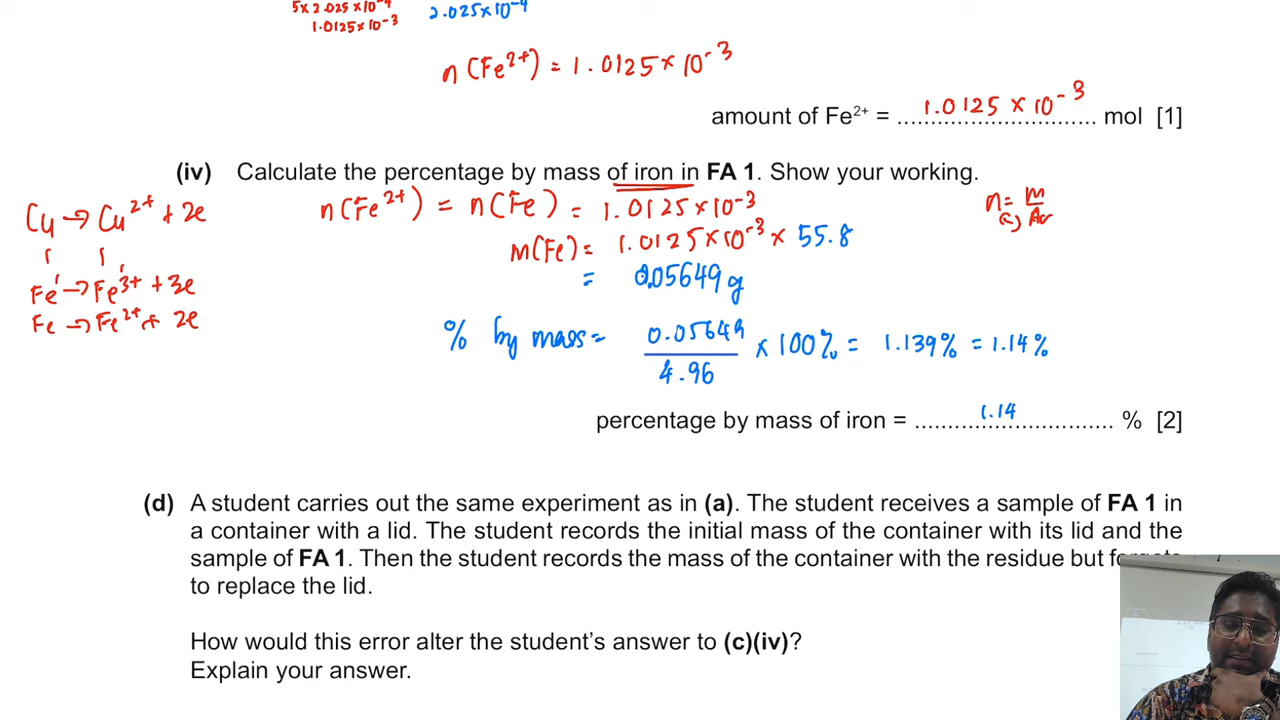 5 x 2.025 x 10⁻⁴
1.0125 x 10⁻³
2.025 x 10⁻⁴
n(Fe²⁺) = 1.0125 x 10⁻³
amount of Fe²⁺ = 1.0125 x 10⁻³ mol [1]
(iv) Calculate the percentage by mass of iron in FA 1. Show your working.
n(Fe²⁺) = n(Fe) = 1.0125 x 10⁻³
n = m
Ar
Cu → Cu²⁺ + 2e
m(Fe) = 1.0125 x 10⁻³ x 55.8
= 0.05649 g
Fe → Fe³⁺ + 3e
Fe → Fe²⁺ + 2e
% by mass = 0.05649 / 4.96 x 100% = 1.139% = 1.14%
percentage by mass of iron = 1.14 % [2]
(d) A student carries out the same experiment as in (a). The student receives a sample of FA 1 in
a container with a lid. The student records the initial mass of the container with its lid and the
sample of FA 1. Then the student records the mass of the container with the residue but
to replace the lid.
How would this error alter the student's answer to (c)(iv)?
Explain your answer.